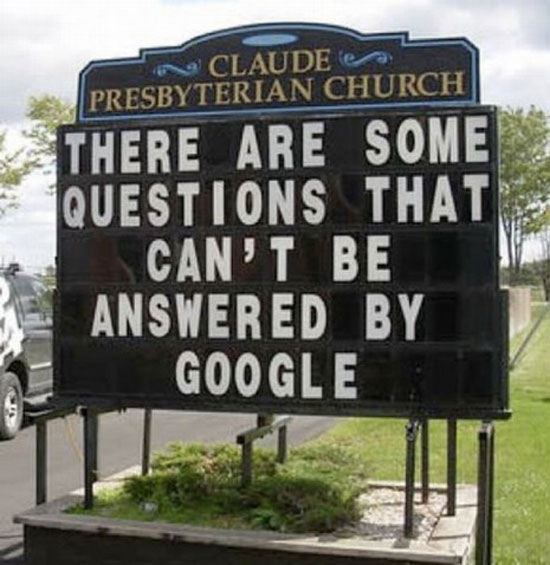 CLAUDE
PRESBYTERIAN CHURCH
THERE ARE SOME
QUESTIONS THAT
CAN'T BE
ANSWERED BY
GOOGLE